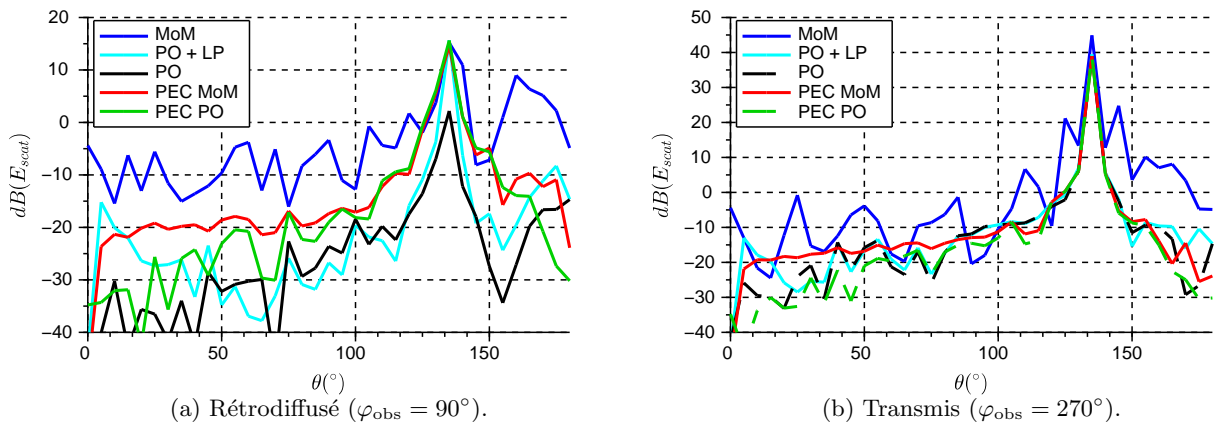 20
10
0
−10
−20
−30
−40
dB(E_scat)
MoM
PO + LP
PO
PEC MoM
PEC PO
0
50
100
150
θ(°)
(a) Rétrodiffusé (φobs = 90°).
50
40
30
20
10
0
−10
−20
−30
−40
dB(E_scat)
MoM
PO + LP
PO
PEC MoM
PEC PO
0
50
100
150
θ(°)
(b) Transmis (φobs = 270°).